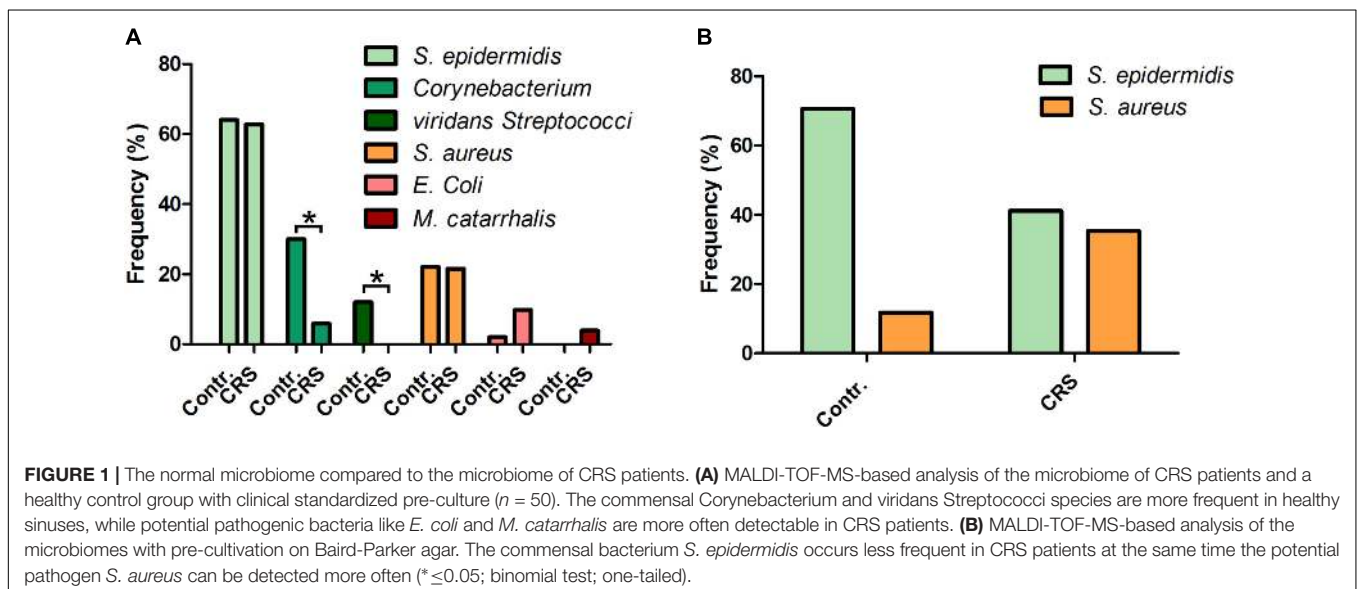 A
80
60
40
20
0
Frequency (%)
S. epidermidis
Corynebacterium
viridans Streptococci
S. aureus
E. Coli
M. catarrhalis
*
*
Contr.
CRS
Contr.
CRS
Contr.
CRS
Contr.
CRS
Contr.
CRS
Contr.
CRS
B
80
60
40
20
0
Frequency (%)
S. epidermidis
S. aureus
Contr.
CRS
FIGURE 1 | The normal microbiome compared to the microbiome of CRS patients. (A) MALDI-TOF-MS-based analysis of the microbiome of CRS patients and a
healthy control group with clinical standardized pre-culture (n = 50). The commensal Corynebacterium and viridans Streptococci species are more frequent in healthy
sinuses, while potential pathogenic bacteria like E. coli and M. catarrhalis are more often detectable in CRS patients. (B) MALDI-TOF-MS-based analysis of the
microbiomes with pre-cultivation on Baird-Parker agar. The commensal bacterium S. epidermidis occurs less frequent in CRS patients at the same time the potential
pathogen S. aureus can be detected more often (*≤0.05; binomial test; one-tailed).